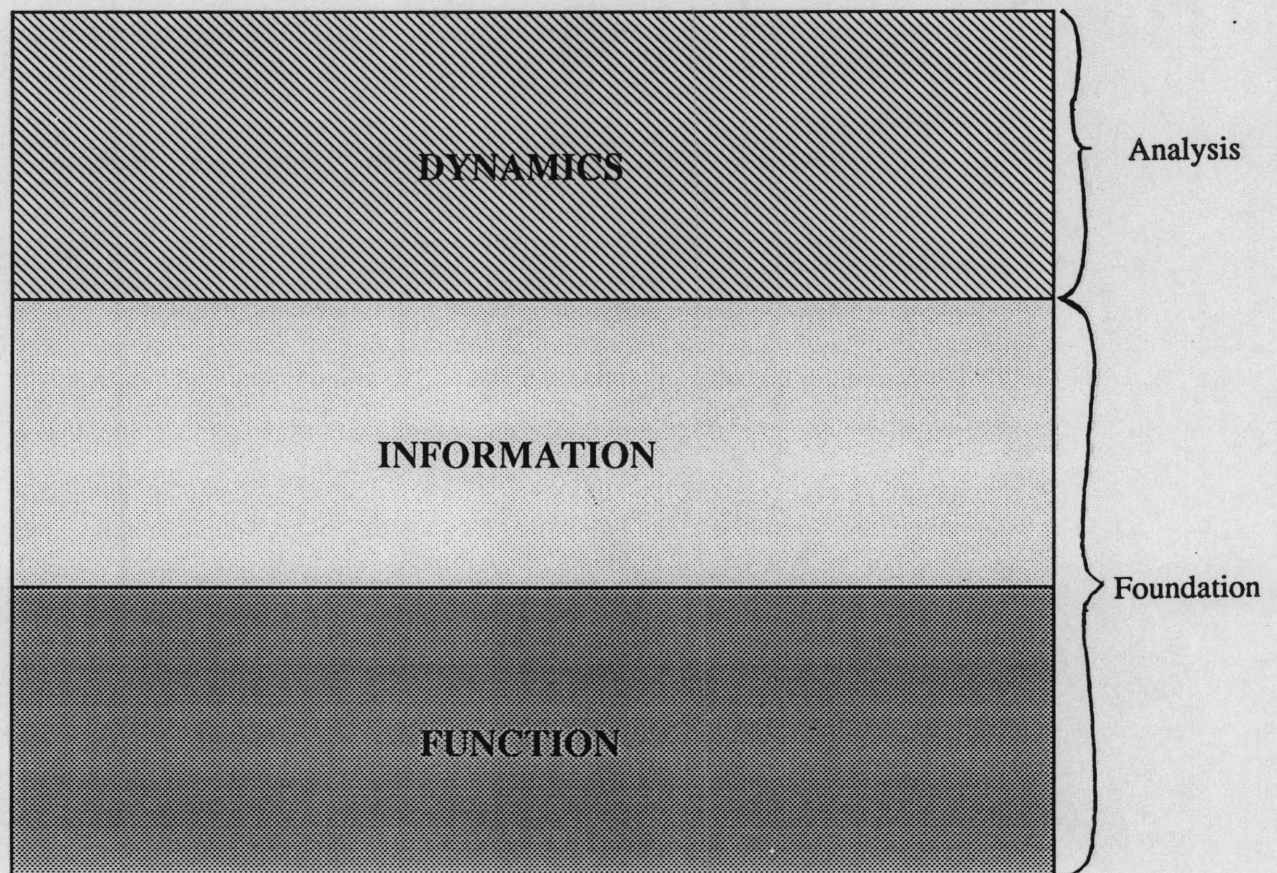 DYNAMICS
Analysis
INFORMATION
Foundation
FUNCTION